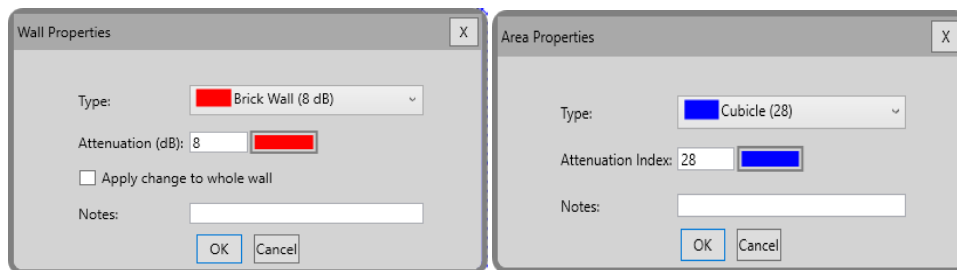 Wall Properties
X
Type:
Brick Wall (8 dB)
Attenuation (dB):
8
Apply change to whole wall
Notes:
OK
Cancel
Area Properties
X
Type:
Cubicle (28)
Attenuation Index:
28
Notes:
OK
Cancel